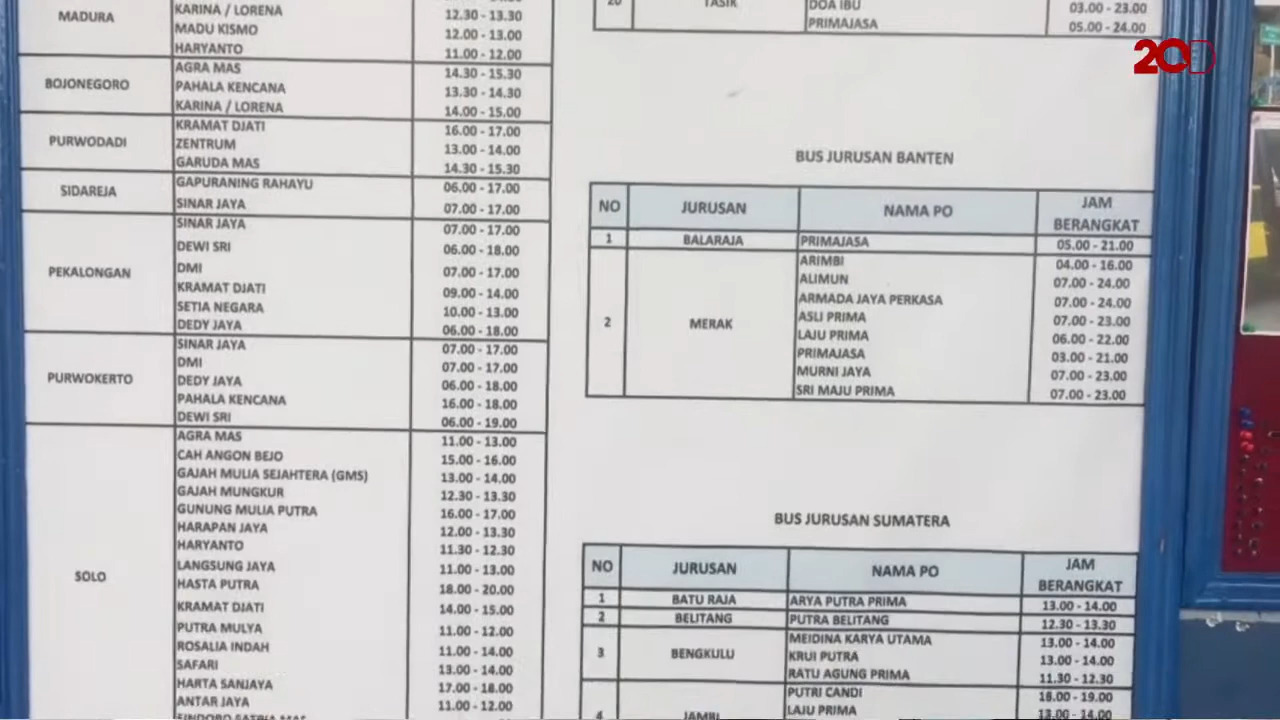 MADURA
KARINA / LORENA 12.30 - 13.30
MADU KISMO 12.00 - 13.00
HARYANTO 11.00 - 12.00
BOJONEGORO
AGRA MAS 14.30 - 15.30
PAHALA KENCANA 13.30 - 14.30
KARINA / LORENA 14.00 - 15.00
PURWODADI
KRAMAT DJATI 16.00 - 17.00
ZENTRUM 13.00 - 14.00
GARUDA MAS 14.30 - 15.30
SIDAREJA
GAPURANING RAHAYU 06.00 - 17.00
SINAR JAYA 07.00 - 17.00
PEKALONGAN
SINAR JAYA 07.00 - 17.00
DEWI SRI 06.00 - 18.00
DMI 07.00 - 17.00
KRAMAT DJATI 09.00 - 14.00
SETIA NEGARA 10.00 - 13.00
DEDY JAYA 06.00 - 18.00
PURWOKERTO
SINAR JAYA 07.00 - 17.00
DMI 07.00 - 17.00
DEDY JAYA 06.00 - 18.00
PAHALA KENCANA 16.00 - 18.00
DEWI SRI 06.00 - 19.00
SOLO
AGRA MAS 11.00 - 13.00
CAH ANGON BEJO 15.00 - 16.00
GAJAH MULIA SEJAHTERA (GMS) 13.00 - 14.00
GAJAH MUNGKUR 12.30 - 13.30
GUNUNG MULIA PUTRA 16.00 - 17.00
HARAPAN JAYA 12.00 - 13.30
HARYANTO 11.30 - 12.30
LANGSUNG JAYA 11.00 - 13.00
HASTA PUTRA 18.00 - 20.00
KRAMAT DJATI 14.00 - 15.00
PUTRA MULYA 11.00 - 12.00
ROSALIA INDAH 11.00 - 14.00
SAFARI 13.00 - 14.00
HARTA SANJAYA 17.00 - 18.00
ANTAR JAYA 11.00 - 12.00
20 TASIK
DOA IBU 03.00 - 23.00
PRIMAJASA 05.00 - 24.00
20D
BUS JURUSAN BANTEN
NO JURUSAN NAMA PO JAM BERANGKAT
1 BALARAJA PRIMAJASA 05.00 - 21.00
2 MERAK
ARIMBI 04.00 - 16.00
ALIMUN 07.00 - 24.00
ARMADA JAYA PERKASA 07.00 - 24.00
ASLI PRIMA 07.00 - 23.00
LAJU PRIMA 06.00 - 22.00
PRIMAJASA 03.00 - 21.00
MURNI JAYA 07.00 - 23.00
SRI MAJU PRIMA 07.00 - 23.00
BUS JURUSAN SUMATERA
NO JURUSAN NAMA PO JAM BERANGKAT
1 BATU RAJA ARYA PUTRA PRIMA 13.00 - 14.00
2 BELITANG PUTRA BELITANG 12.30 - 13.30
3 BENGKULU
MEIDINA KARYA UTAMA 13.00 - 14.00
KRUI PUTRA 13.00 - 14.00
RATU AGUNG PRIMA 11.30 - 12.30
4 JAMBI
PUTRI CANDI 18.00 - 19.00
LAJU PRIMA 13.00 - 14.00